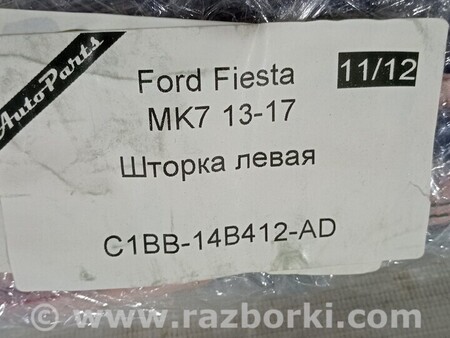 AutoParts
Ford Fiesta
11/12
MK7 13-17
Шторка левая
C1BB-14B412-AD
www.razborki.com